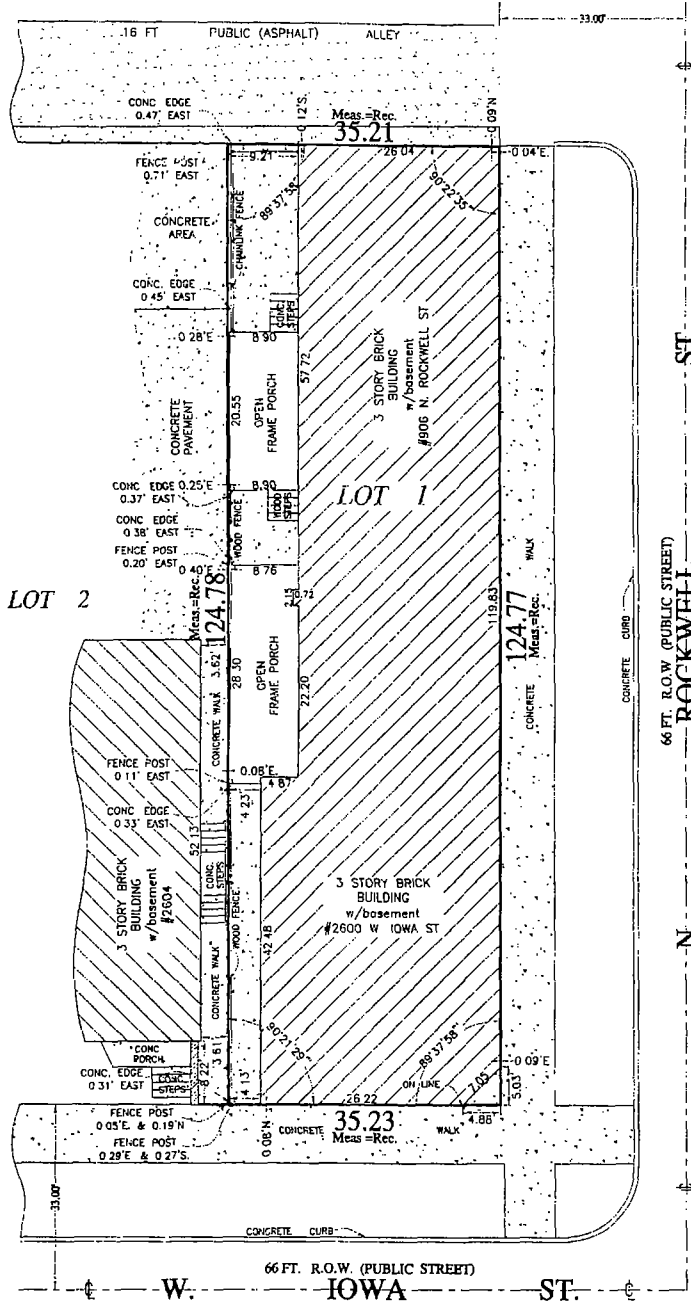 33.00'
16 FT PUBLIC (ASPHALT) ALLEY
CONC EDGE
0.47' EAST
0.12'S.
Meas.=Rec.
35.21
0.09'N
9.21
26.04
0.04'E.
FENCE POST
0.71' EAST
89°37'58"
90°22'35"
CONCRETE
AREA
CHAINLINK FENCE
CONC. EDGE
0.45' EAST
CONC.
STEPS
0.28'E
8.90
57.72
3 STORY BRICK
BUILDING
w/basement
#906 N. ROCKWELL ST
CONCRETE
PAVEMENT
20.55
OPEN
FRAME PORCH
CONC EDGE
0.37' EAST
0.25'E
8.90
WOOD
STEPS
LOT 1
CONC EDGE
0.38' EAST
WOOD FENCE
FENCE POST
0.20' EAST
0.40'E
8.76
LOT 2
Meas.=Rec.
124.78
2.15
0.72
119.83
124.77
Meas.=Rec.
CONCRETE WALK
CONCRETE CURB
66 FT. R.O.W (PUBLIC STREET)
N ROCKWELL ST
3.62'
28.30
OPEN
FRAME PORCH
22.20
CONCRETE WALK
FENCE POST
0.11' EAST
0.08'E.
4.87
CONC EDGE
0.33' EAST
4.23
52.13'
CONC.
STEPS
3 STORY BRICK
BUILDING
w/basement
#2604
WOOD FENCE
42.48
3 STORY BRICK
BUILDING
w/basement
#2600 W IOWA ST
CONCRETE WALK
90°21'29"
89°37'58"
CONC
PORCH
3.61'
0.09'E
CONC. EDGE
0.31' EAST
CONC
STEPS
8.22'
4.13'
ON LINE
7.05
5.03'
26.22
4.86'
FENCE POST
0.05'E & 0.19'N
0.08'N
CONCRETE WALK
35.23
Meas =Rec.
FENCE POST
0.29'E & 0.27'S.
33.00'
CONCRETE CURB
66 FT. R.O.W. (PUBLIC STREET)
W. IOWA ST.